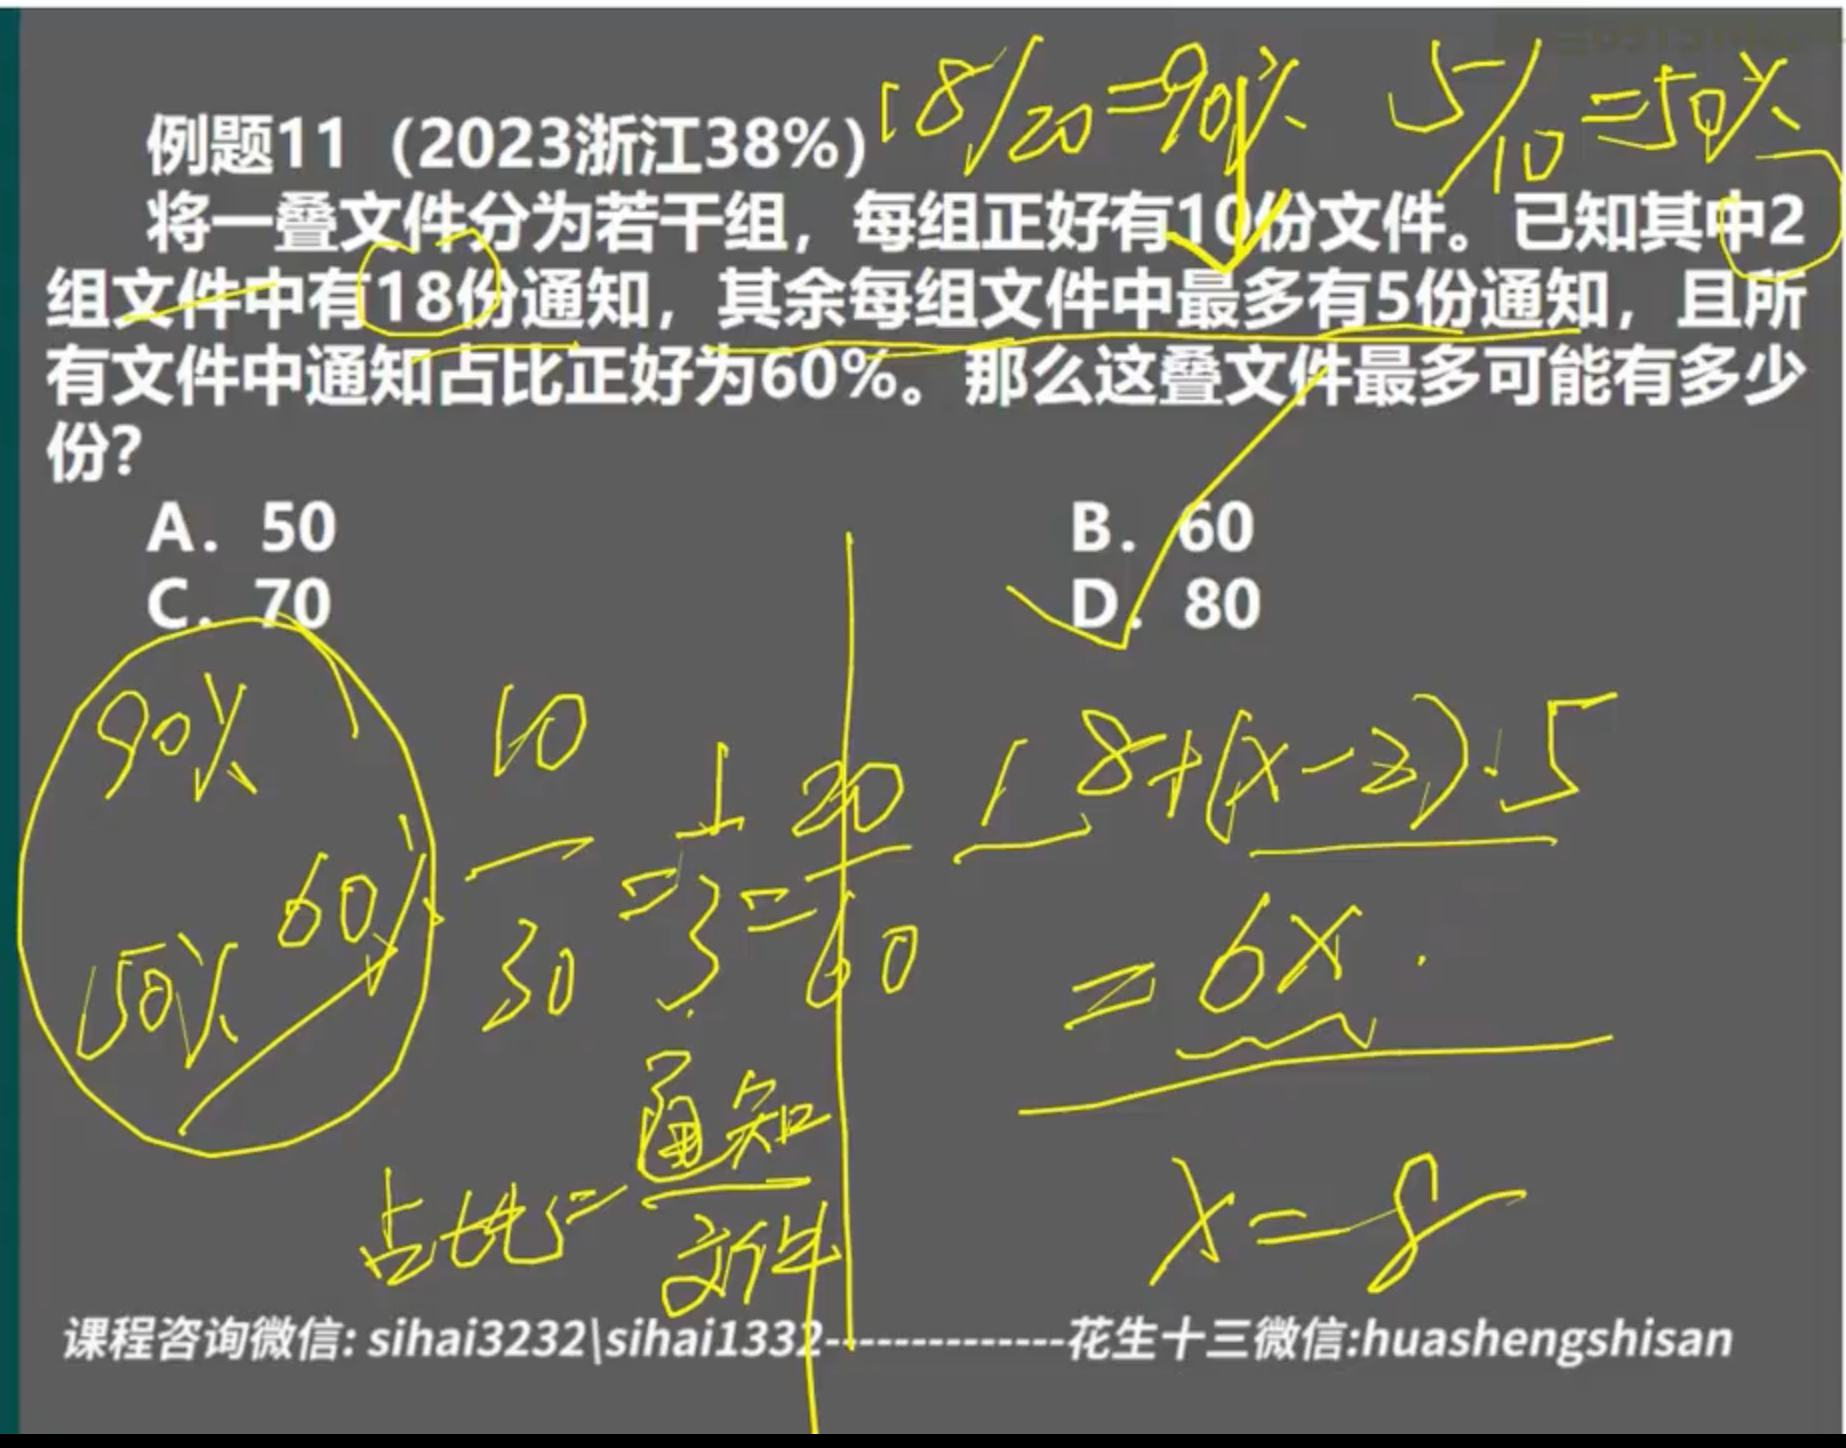 18/20=90% 5/10=50%
例题11（2023浙江38%）
将一叠文件分为若干组，每组正好有10份文件。已知其中2
组文件中有18份通知，其余每组文件中最多有5份通知，且所
有文件中通知占比正好为60%。那么这叠文件最多可能有多少
份？
A．50 B．60
C．70 D．80
90%
60%
50%
10
30
=1
3
=20
60
18+(x-2)·5
=6x
x=8
占比=通知
文件
课程咨询微信: sihai3232\sihai1332--------------花生十三微信:huashengshisan